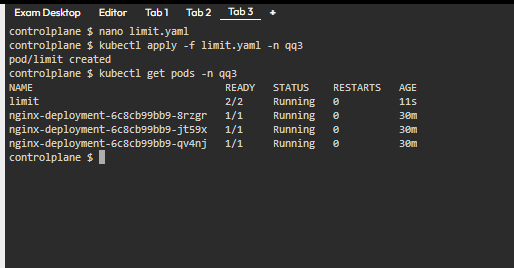 Exam Desktop Editor Tab 1 Tab 2 Tab 3 +
controlplane $ nano limit.yaml
controlplane $ kubectl apply -f limit.yaml -n qq3
pod/limit created
controlplane $ kubectl get pods -n qq3
NAME READY STATUS RESTARTS AGE
limit 2/2 Running 0 11s
nginx-deployment-6c8cb99bb9-8rzgr 1/1 Running 0 30m
nginx-deployment-6c8cb99bb9-jt59x 1/1 Running 0 30m
nginx-deployment-6c8cb99bb9-qv4nj 1/1 Running 0 30m
controlplane $